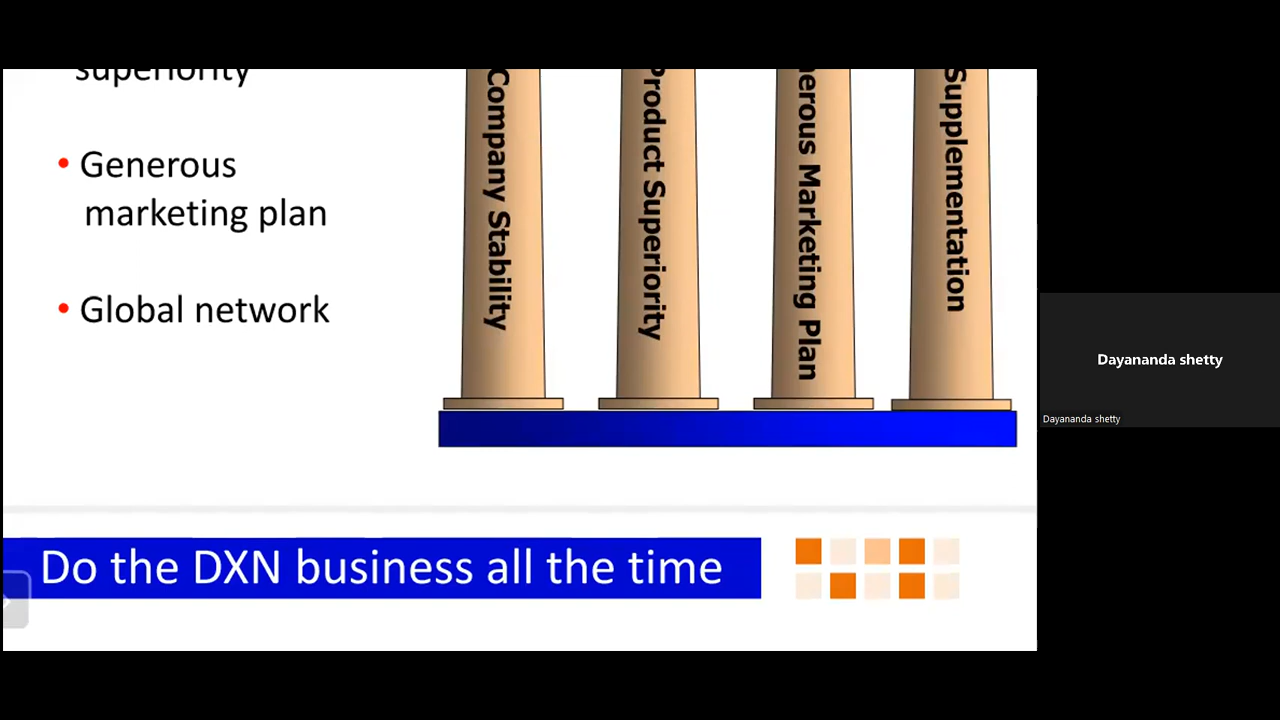 superiority
• Generous
marketing plan
• Global network
Company Stability
Product Superiority
Marketing Plan
Supplementation
Do the DXN business all the time
Dayananda shetty
Dayananda shetty